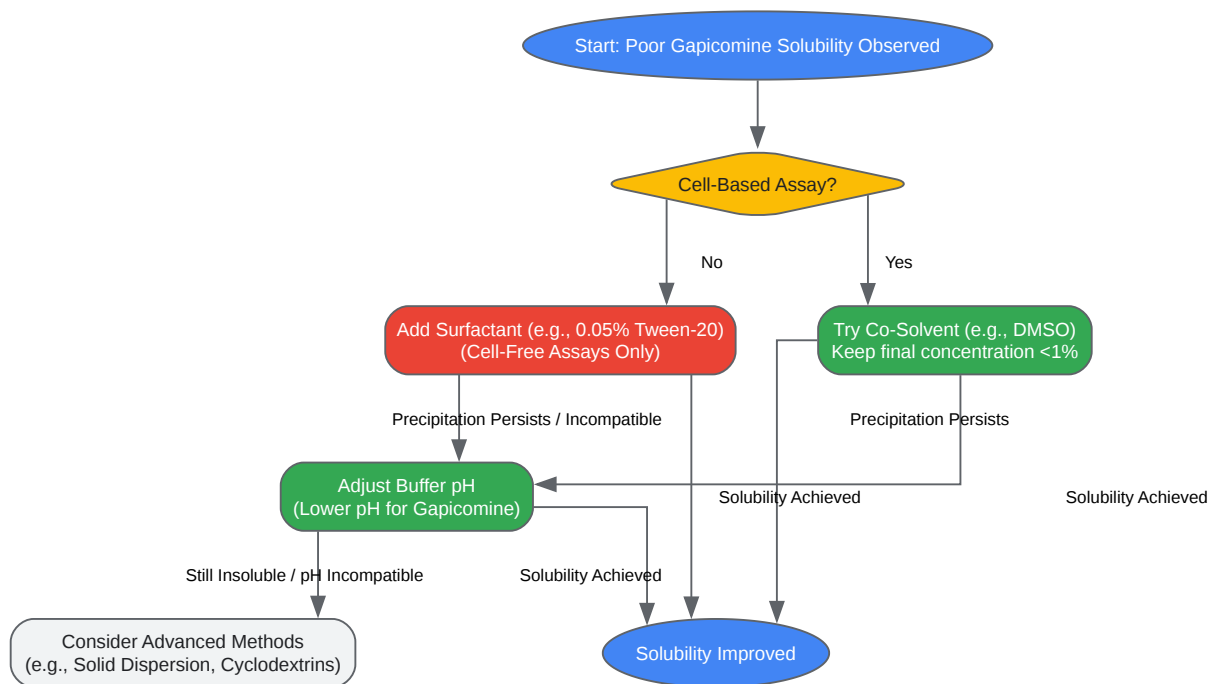 Start: Poor Gapicomine Solubility Observed
Cell-Based Assay?
No
Yes
Add Surfactant (e.g., 0.05% Tween-20)
(Cell-Free Assays Only)
Try Co-Solvent (e.g., DMSO)
Keep final concentration <1%
Precipitation Persists / Incompatible
Precipitation Persists
Adjust Buffer pH
(Lower pH for Gapicomine)
Solubility Achieved
Solubility Achieved
Still Insoluble / pH Incompatible
Solubility Achieved
Consider Advanced Methods
(e.g., Solid Dispersion, Cyclodextrins)
Solubility Improved